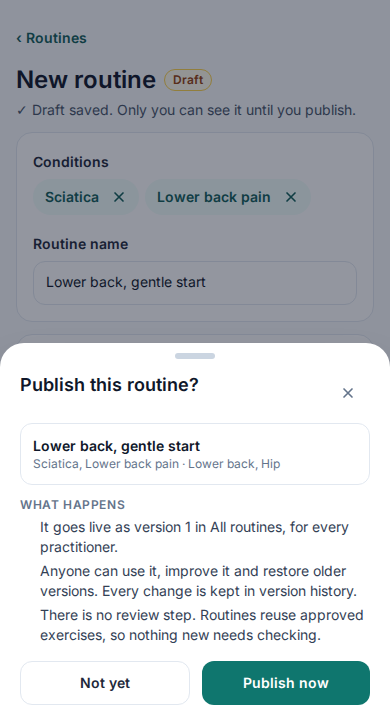 ‹ Routines
New routine Draft
✓ Draft saved. Only you can see it until you publish.
Conditions
Sciatica ✕ Lower back pain ✕
Routine name
Lower back, gentle start
Publish this routine? ✕
Lower back, gentle start
Sciatica, Lower back pain · Lower back, Hip
WHAT HAPPENS
It goes live as version 1 in All routines, for every
practitioner.
Anyone can use it, improve it and restore older
versions. Every change is kept in version history.
There is no review step. Routines reuse approved
exercises, so nothing new needs checking.
Not yet Publish now